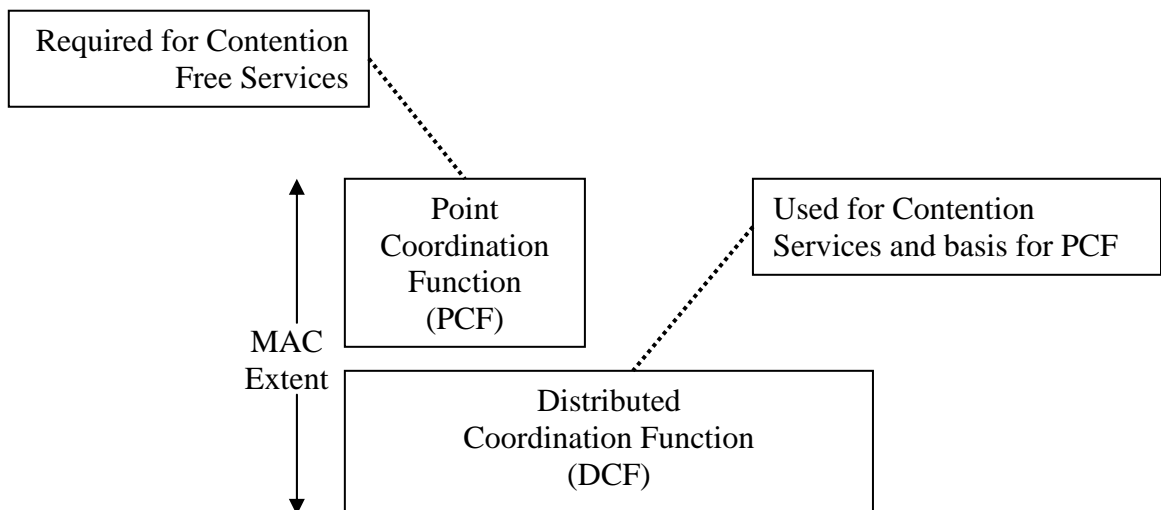 Required for Contention
Free Services
Point
Coordination
Function
(PCF)
Used for Contention
Services and basis for PCF
MAC
Extent
Distributed
Coordination Function
(DCF)